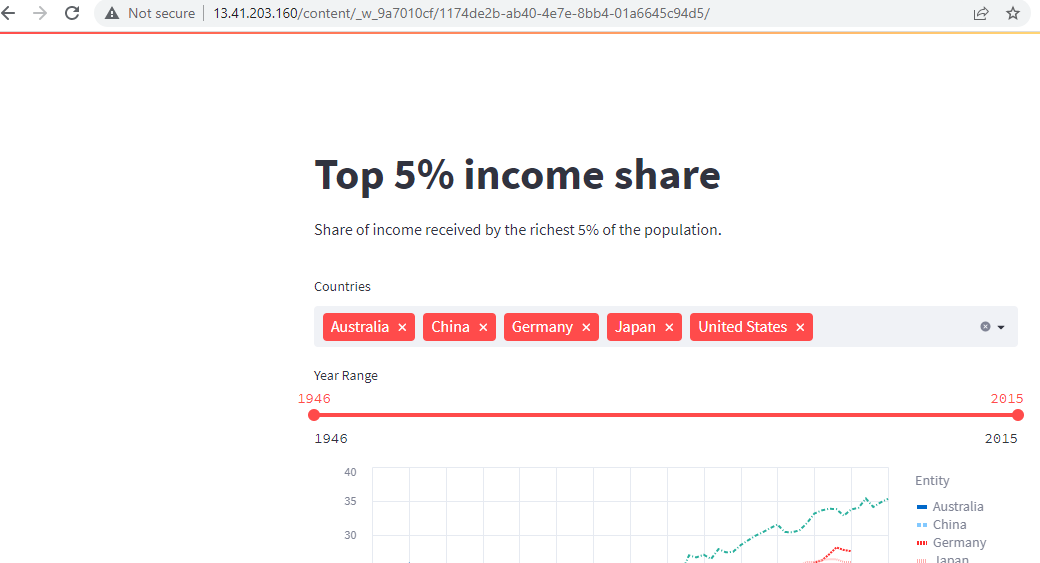 Not secure | 13.41.203.160/content/_w_9a7010cf/1174de2b-ab40-4e7e-8bb4-01a6645c94d5/
Top 5% income share
Share of income received by the richest 5% of the population.
Countries
Australia × China × Germany × Japan × United States ×
Year Range
1946 2015
1946 2015
40
35
30
Entity
Australia
China
Germany
Japan